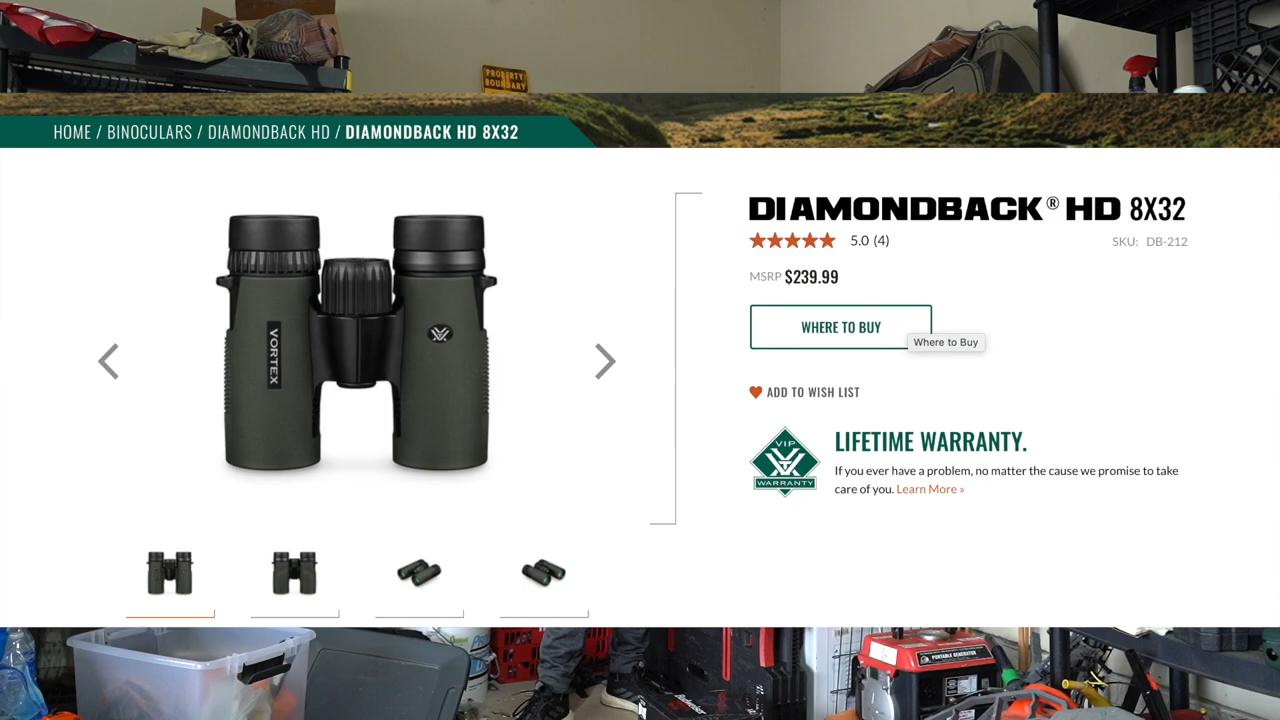 PROPERTY
BOUNDARY
HOME / BINOCULARS / DIAMONDBACK HD / DIAMONDBACK HD 8X32
DIAMONDBACK® HD 8X32
5.0 (4)
SKU: DB-212
MSRP $239.99
WHERE TO BUY
Where to Buy
ADD TO WISH LIST
VORTEX
VIP
WARRANTY
LIFETIME WARRANTY.
If you ever have a problem, no matter the cause we promise to take
care of you. Learn More »
PORTABLE GENERATOR